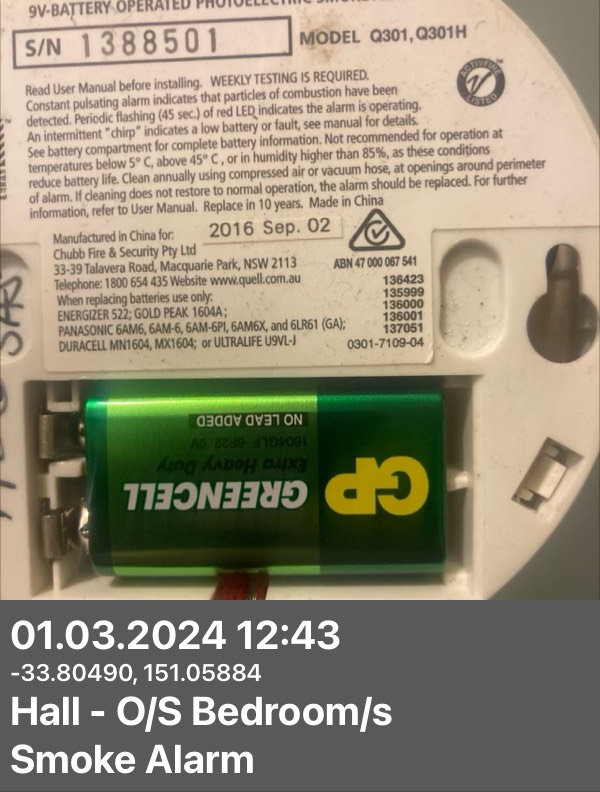 9V-BATTERY OPERATED PHOTOELECTRIC
S/N 1388501
MODEL Q301, Q301H
ACTIVFIRE
LISTED
Read User Manual before installing. WEEKLY TESTING IS REQUIRED.
Constant pulsating alarm indicates that particles of combustion have been
detected. Periodic flashing (45 sec.) of red LED indicates the alarm is operating.
An intermittent "chirp" indicates a low battery or fault, see manual for details.
See battery compartment for complete battery information. Not recommended for operation at
temperatures below 5° C, above 45° C , or in humidity higher than 85%, as these conditions
reduce battery life. Clean annually using compressed air or vacuum hose, at openings around perimeter
of alarm. If cleaning does not restore to normal operation, the alarm should be replaced. For further
information, refer to User Manual. Replace in 10 years. Made in China
Manufactured in China for:
2016 Sep. 02
Chubb Fire & Security Pty Ltd
33-39 Talavera Road, Macquarie Park, NSW 2113
ABN 47 000 067 541
Telephone: 1800 654 435 Website www.quell.com.au
136423
When replacing batteries use only:
135999
ENERGIZER 522; GOLD PEAK 1604A;
136000
136001
PANASONIC 6AM6, 6AM-6, 6AM-6PI, 6AM6X, and 6LR61 (GA);
137051
DURACELL MN1604, MX1604; or ULTRALIFE U9VL-J
0301-7109-04
NO LEAD ADDED
1604GLF 6F22 9V
Extra Heavy Duty
GREENCELL
GP
01.03.2024 12:43
-33.80490, 151.05884
Hall - O/S Bedroom/s
Smoke Alarm